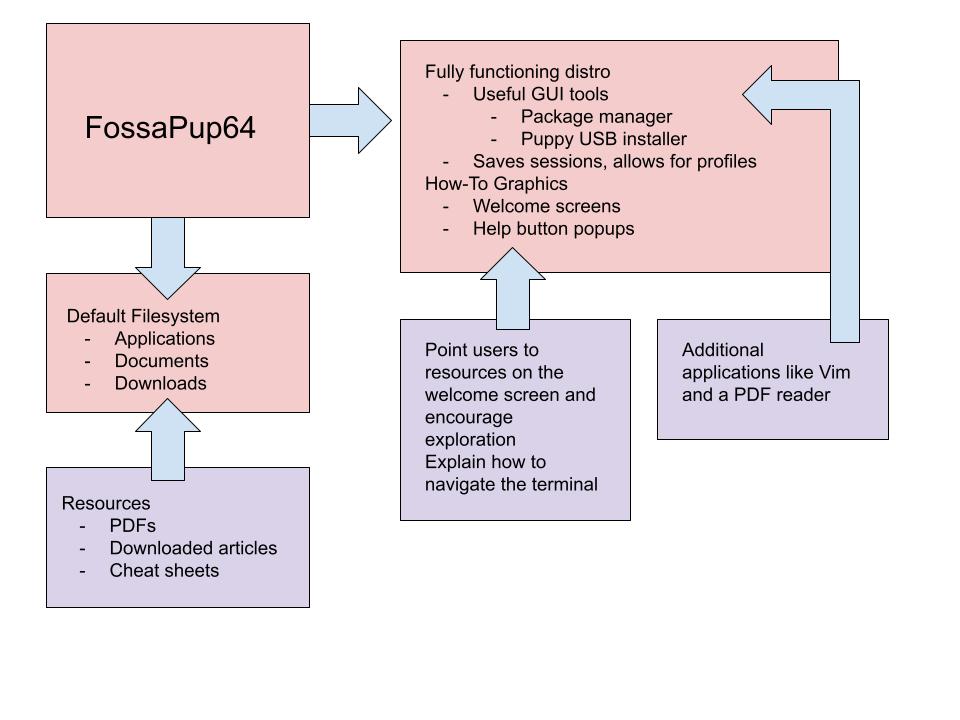 FossaPup64
Fully functioning distro
- Useful GUI tools
- Package manager
- Puppy USB installer
- Saves sessions, allows for profiles
How-To Graphics
- Welcome screens
- Help button popups
Default Filesystem
- Applications
- Documents
- Downloads
Point users to
resources on the
welcome screen and
encourage
exploration
Explain how to
navigate the terminal
Additional
applications like Vim
and a PDF reader
Resources
- PDFs
- Downloaded articles
- Cheat sheets